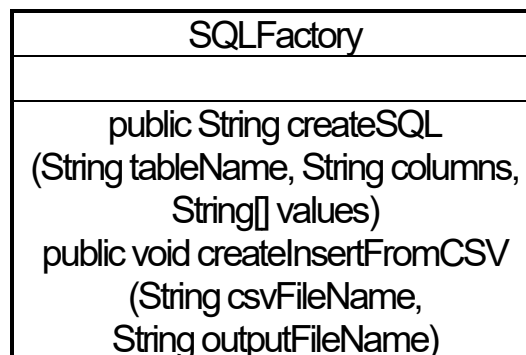 SQLFactory
public String createSQL
(String tableName, String columns,
String[] values)
public void createInsertFromCSV
(String csvFileName,
String outputFileName)